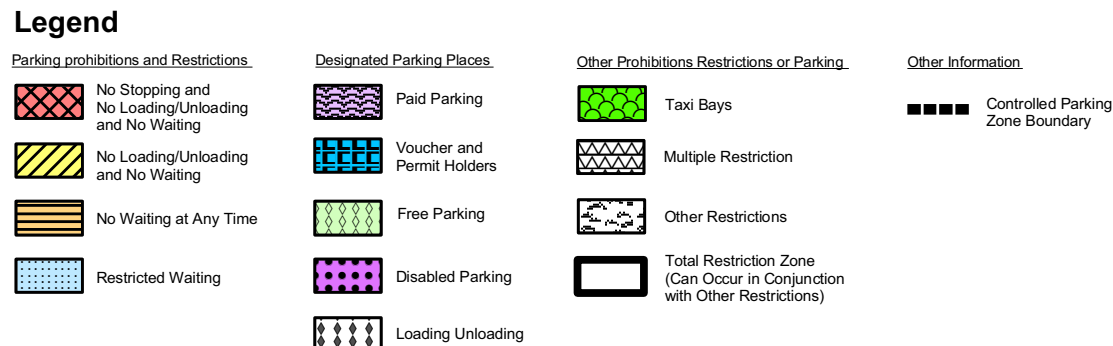 Legend
Parking prohibitions and Restrictions
No Stopping and
No Loading/Unloading
and No Waiting
No Loading/Unloading
and No Waiting
No Waiting at Any Time
Restricted Waiting
Designated Parking Places
Paid Parking
Voucher and
Permit Holders
Free Parking
Disabled Parking
Loading Unloading
Other Prohibitions Restrictions or Parking
Taxi Bays
Multiple Restriction
Other Restrictions
Total Restriction Zone
(Can Occur in Conjunction
with Other Restrictions)
Other Information
Controlled Parking
Zone Boundary